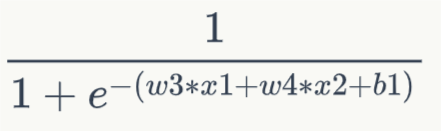 1
1 + e^{-(w3*x1+w4*x2+b1)}